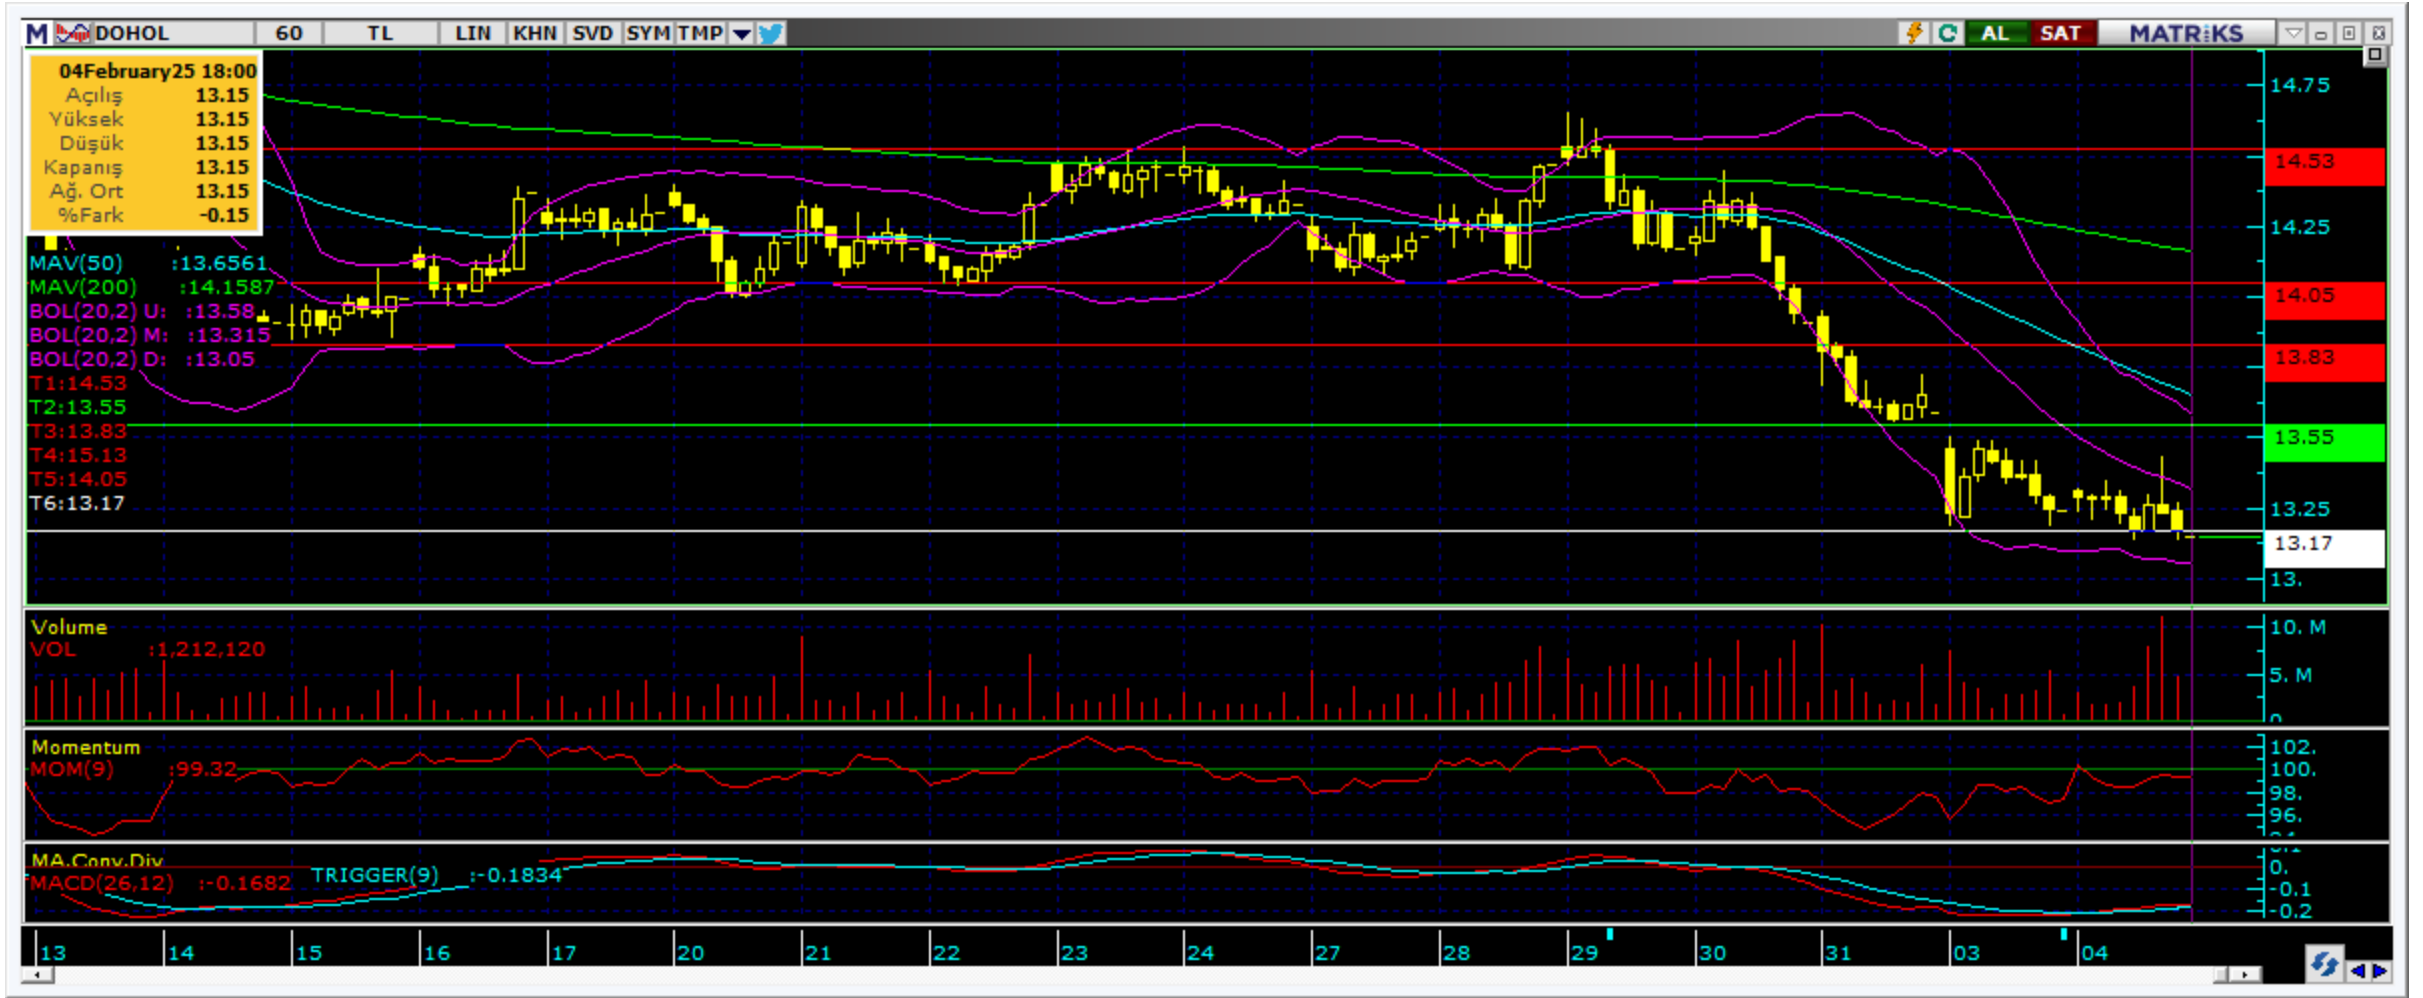 M DOHOL 60 TL LIN KHN SVD SYM TMP AL SAT MATRiKS
04February25 18:00
Açılış 13.15
Yüksek 13.15
Düşük 13.15
Kapanış 13.15
Ağ. Ort 13.15
%Fark -0.15
MAV(50) :13.6561
MAV(200) :14.1587
BOL(20,2) U: :13.58
BOL(20,2) M: :13.315
BOL(20,2) D: :13.05
T1:14.53
T2:13.55
T3:13.83
T4:15.13
T5:14.05
T6:13.17
14.75
14.53
14.25
14.05
13.83
13.55
13.25
13.17
13.
Volume
VOL :1,212,120
10. M
5. M
0
Momentum
MOM(9) :99.32
102.
100.
98.
96.
MA.Conv.Div
MACD(26,12) :-0.1682 TRIGGER(9) :-0.1834
0.
-0.1
-0.2
13 14 15 16 17 20 21 22 23 24 27 28 29 30 31 03 04